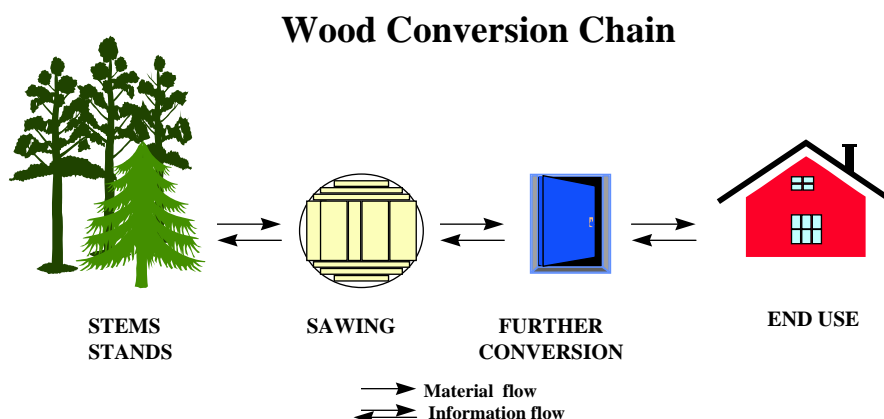 Wood Conversion Chain
STEMS
STANDS
SAWING
FURTHER
CONVERSION
END USE
Material flow
Information flow